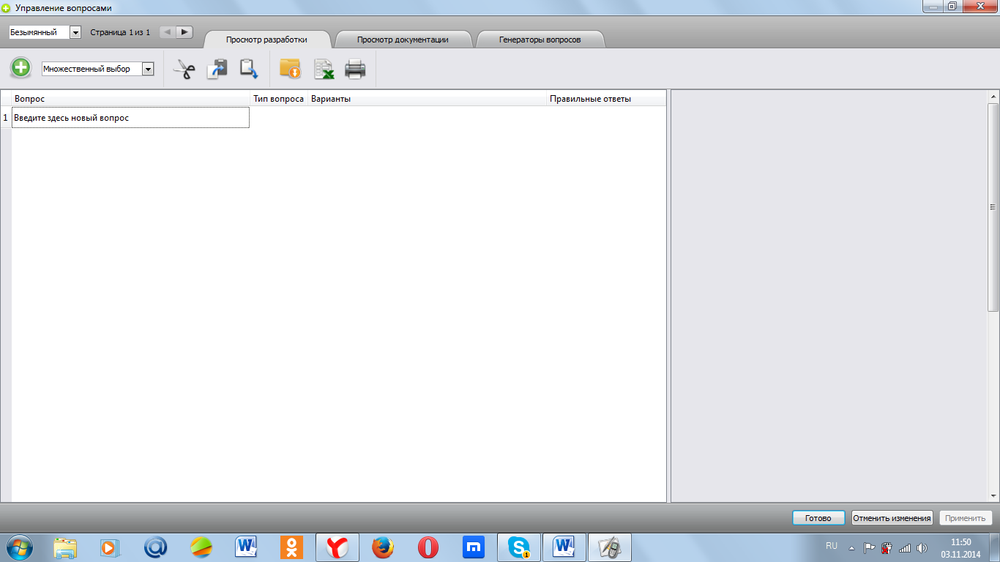 Управление вопросами
Безымянный
Страница 1 из 1
Просмотр разработки
Просмотр документации
Генераторы вопросов
Множественный выбор
Вопрос
Тип вопроса
Варианты
Правильные ответы
1
Введите здесь новый вопрос
Готово
Отменить изменения
Применить
RU
11:50
03.11.2014